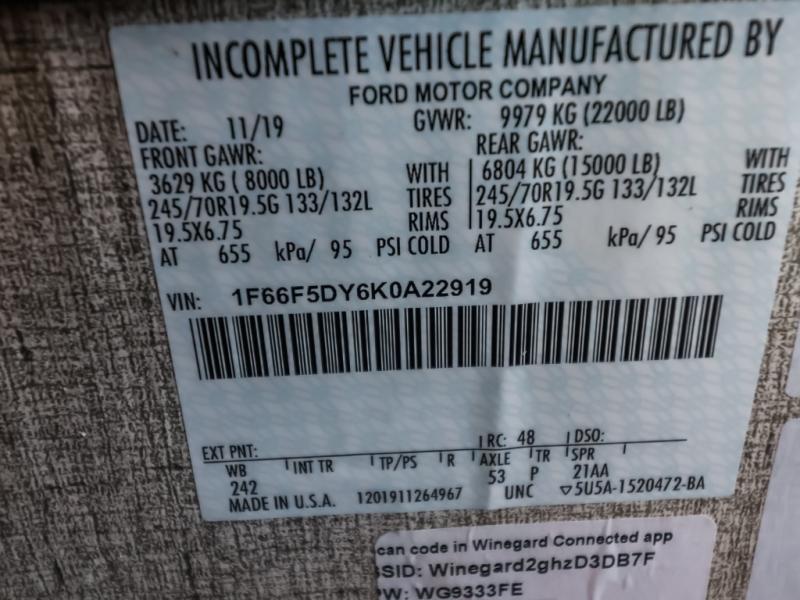 INCOMPLETE VEHICLE MANUFACTURED BY
FORD MOTOR COMPANY
DATE: 11/19 GVWR: 9979 KG (22000 LB)
FRONT GAWR: REAR GAWR:
3629 KG ( 8000 LB) WITH 6804 KG (15000 LB) WITH
245/70R19.5G 133/132L TIRES 245/70R19.5G 133/132L TIRES
19.5X6.75 RIMS 19.5X6.75 RIMS
AT 655 kPa/ 95 PSI COLD AT 655 kPa/ 95 PSI COLD
VIN: 1F66F5DY6K0A22919
EXT PNT: RC: 48 DSO:
WB INT TR TP/PS R AXLE TR SPR
242 53 P 21AA
MADE IN U.S.A. 1201911264967 UNC ▽5U5A-1520472-BA
can code in Winegard Connected app
SSID: Winegard2ghzD3DB7F
PW: WG9333FE